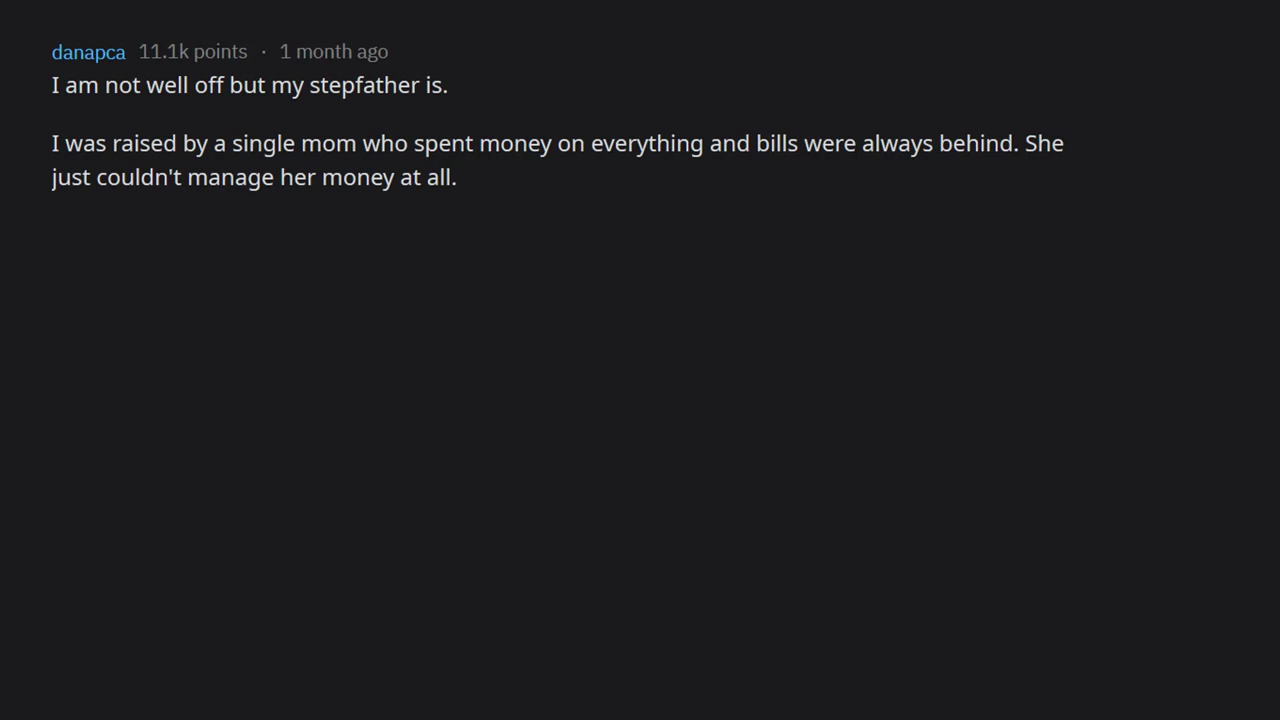 danapca 11.1k points · 1 month ago
I am not well off but my stepfather is.
I was raised by a single mom who spent money on everything and bills were always behind. She
just couldn't manage her money at all.